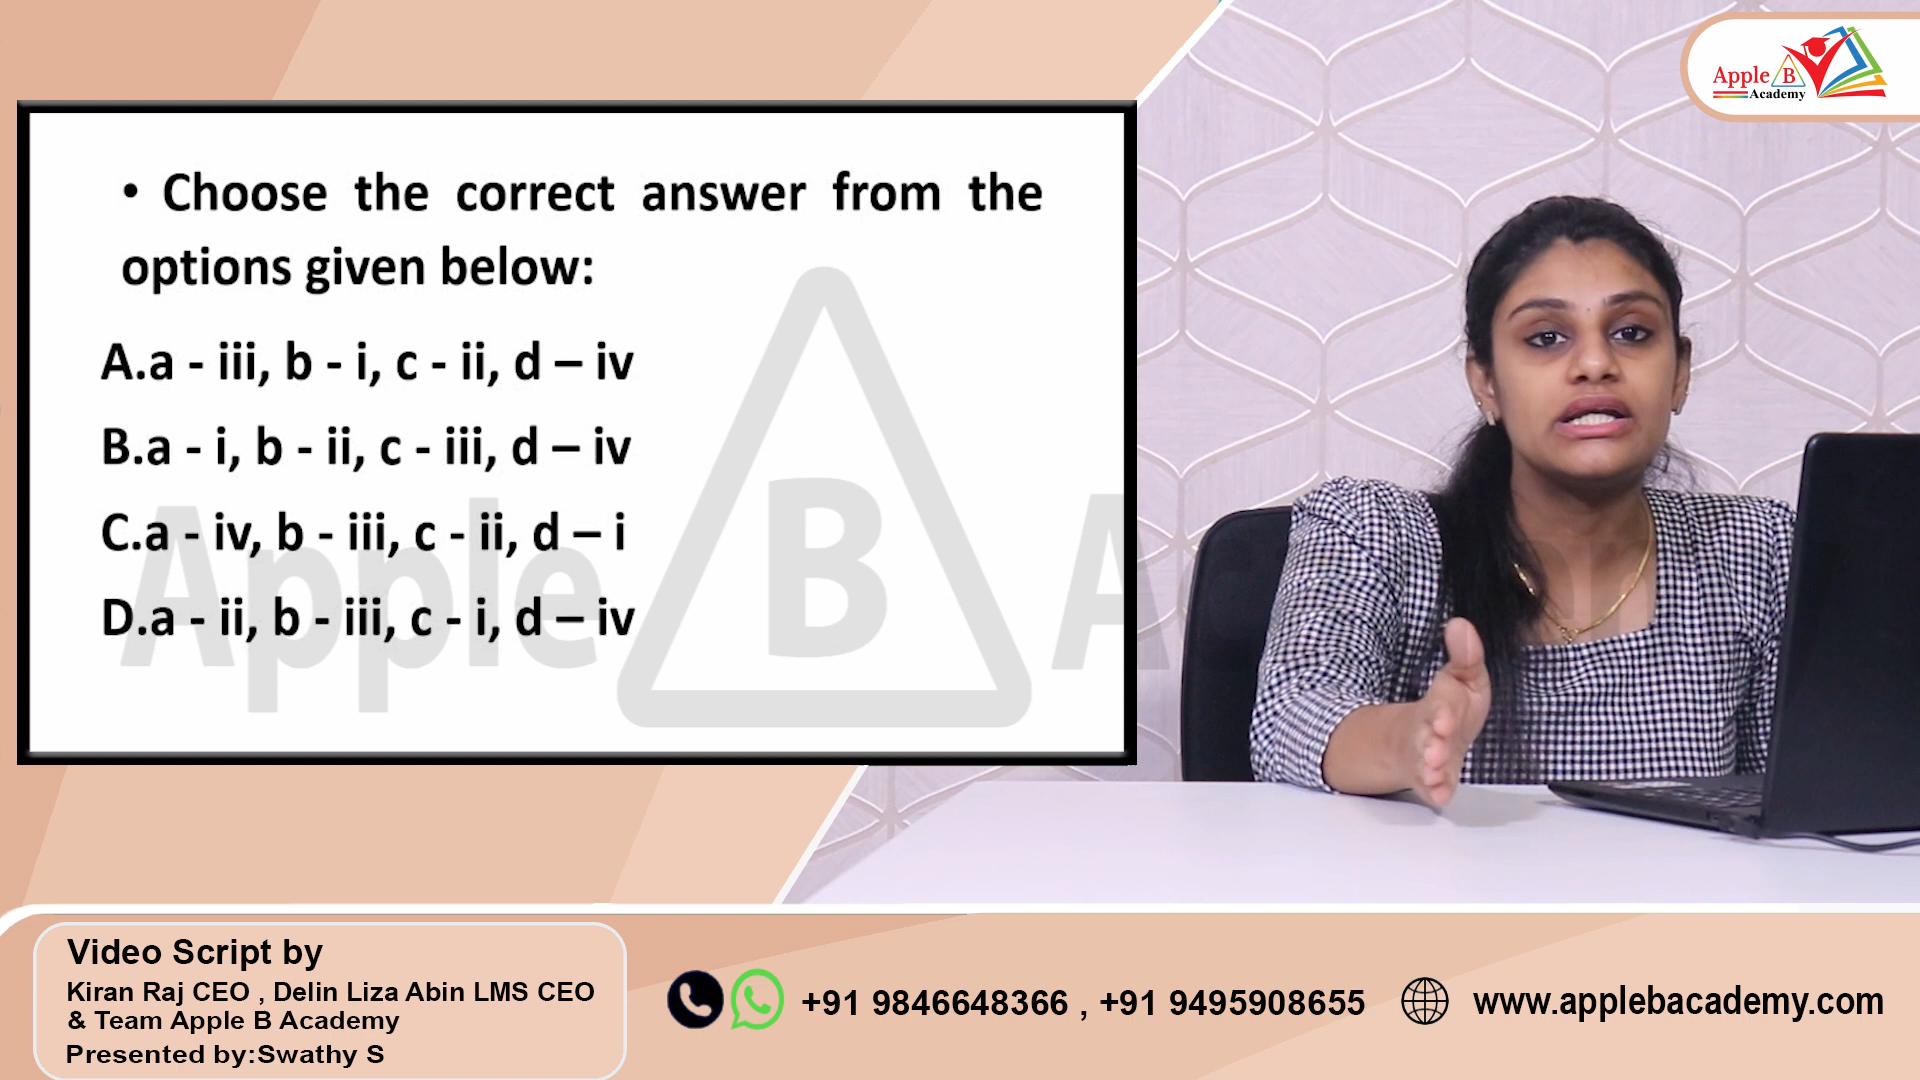 Apple B
Academy
• Choose the correct answer from the
options given below:
A.a - iii, b - i, c - ii, d – iv
B.a - i, b - ii, c - iii, d – iv
C.a - iv, b - iii, c - ii, d – i
D.a - ii, b - iii, c - i, d – iv
Apple B A
Video Script by
Kiran Raj CEO , Delin Liza Abin LMS CEO
& Team Apple B Academy
Presented by:Swathy S
+91 9846648366 , +91 9495908655
www.applebacademy.com